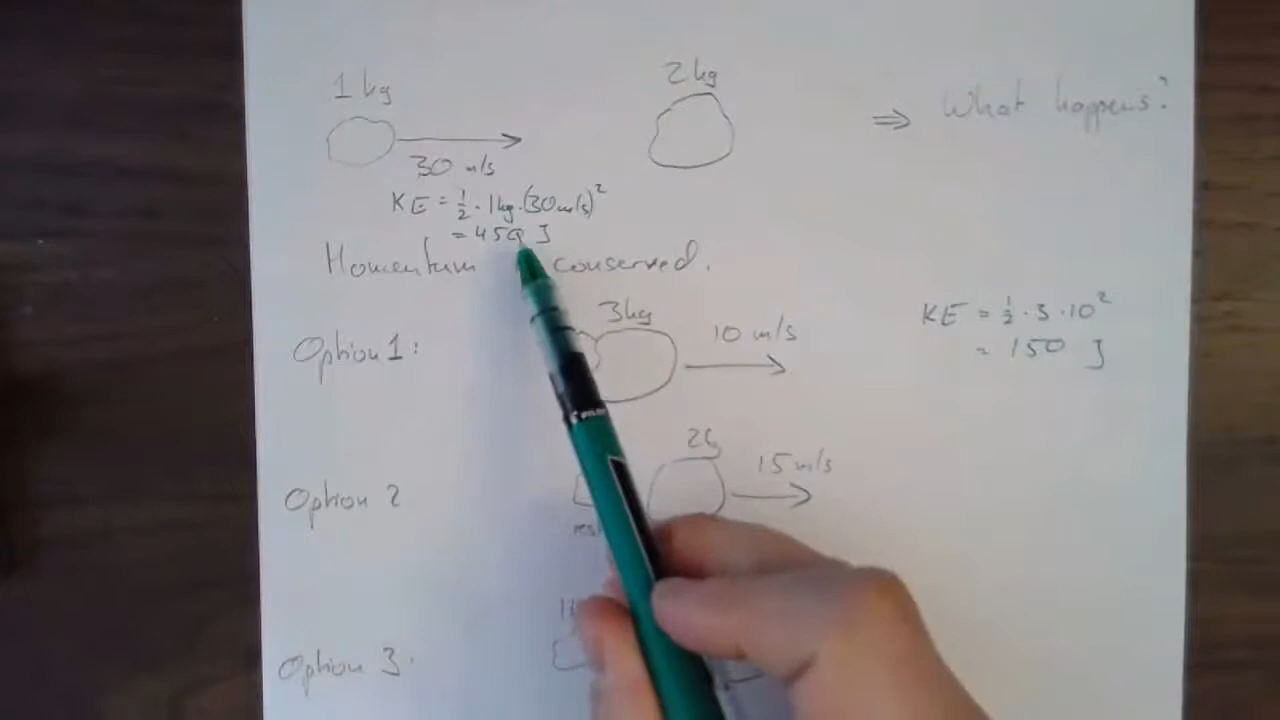 1 kg
2 kg
⇒ What happens?
30 m/s
KE = 1/2 · 1kg · (30m/s)²
= 450 J
Momentum conserved.
Option 1:
3kg
10 m/s
KE = 1/2 · 3 · 10²
= 150 J
Option 2
15 m/s
Option 3.